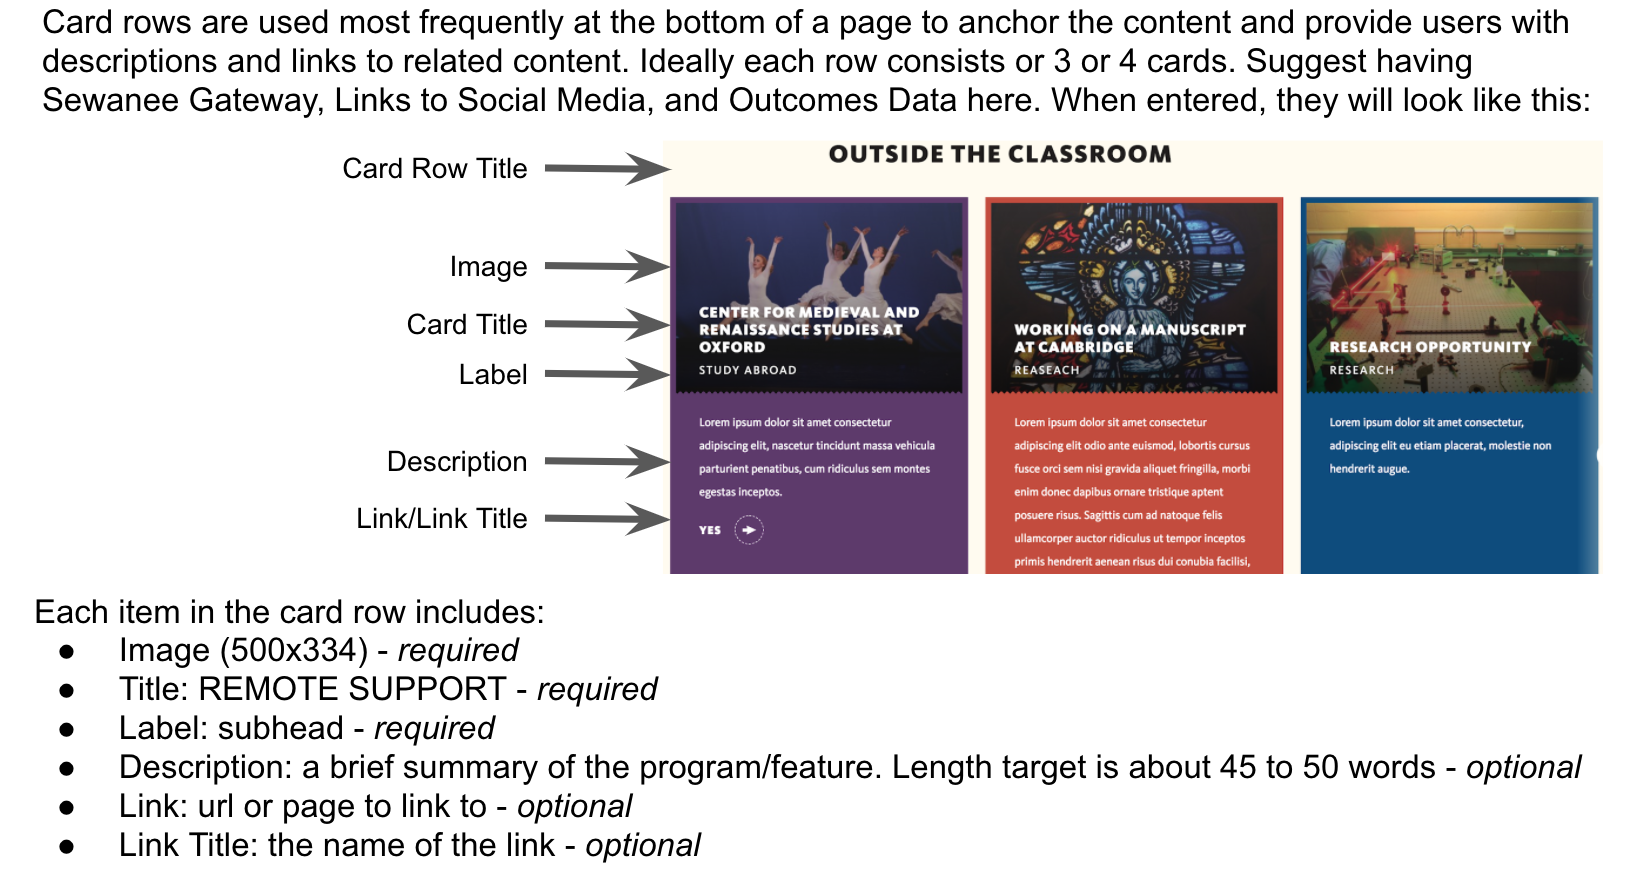 Card rows are used most frequently at the bottom of a page to anchor the content and provide users with
descriptions and links to related content. Ideally each row consists or 3 or 4 cards. Suggest having
Sewanee Gateway, Links to Social Media, and Outcomes Data here. When entered, they will look like this:
Card Row Title
Image
Card Title
Label
Description
Link/Link Title
OUTSIDE THE CLASSROOM
CENTER FOR MEDIEVAL AND
RENAISSANCE STUDIES AT
OXFORD
STUDY ABROAD
Lorem ipsum dolor sit amet consectetur
adipiscing elit, nascetur tincidunt massa vehicula
parturient penatibus, cum ridiculus sem montes
egestas inceptos.
YES
WORKING ON A MANUSCRIPT
AT CAMBRIDGE
REASEACH
Lorem ipsum dolor sit amet consectetur
adipiscing elit odio ante euismod, lobortis cursus
fusce orci sem nisi gravida aliquet fringilla, morbi
enim donec dapibus ornare tristique aptent
posuere risus. Sagittis cum ad natoque felis
ullamcorper auctor ridiculus ut tempor inceptos
primis hendrerit aenean risus dui conubia facilisi,
RESEARCH OPPORTUNITY
RESEARCH
Lorem ipsum dolor sit amet consectetur,
adipiscing elit eu etiam placerat, molestie non
hendrerit augue.
Each item in the card row includes:
● Image (500x334) - required
● Title: REMOTE SUPPORT - required
● Label: subhead - required
● Description: a brief summary of the program/feature. Length target is about 45 to 50 words - optional
● Link: url or page to link to - optional
● Link Title: the name of the link - optional